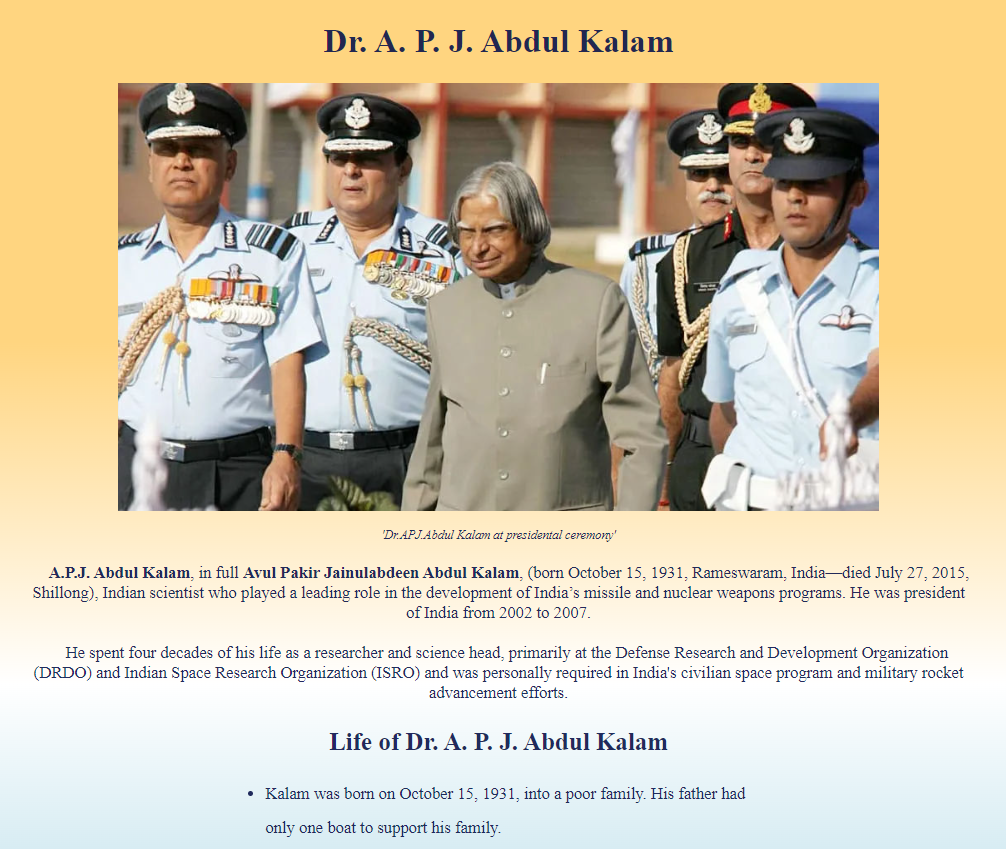 Dr. A. P. J. Abdul Kalam
'Dr.APJ.Abdul Kalam at presidental ceremony'
A.P.J. Abdul Kalam, in full Avul Pakir Jainulabdeen Abdul Kalam, (born October 15, 1931, Rameswaram, India—died July 27, 2015,
Shillong), Indian scientist who played a leading role in the development of India’s missile and nuclear weapons programs. He was president
of India from 2002 to 2007.
He spent four decades of his life as a researcher and science head, primarily at the Defense Research and Development Organization
(DRDO) and Indian Space Research Organization (ISRO) and was personally required in India's civilian space program and military rocket
advancement efforts.
Life of Dr. A. P. J. Abdul Kalam
• Kalam was born on October 15, 1931, into a poor family. His father had
only one boat to support his family.